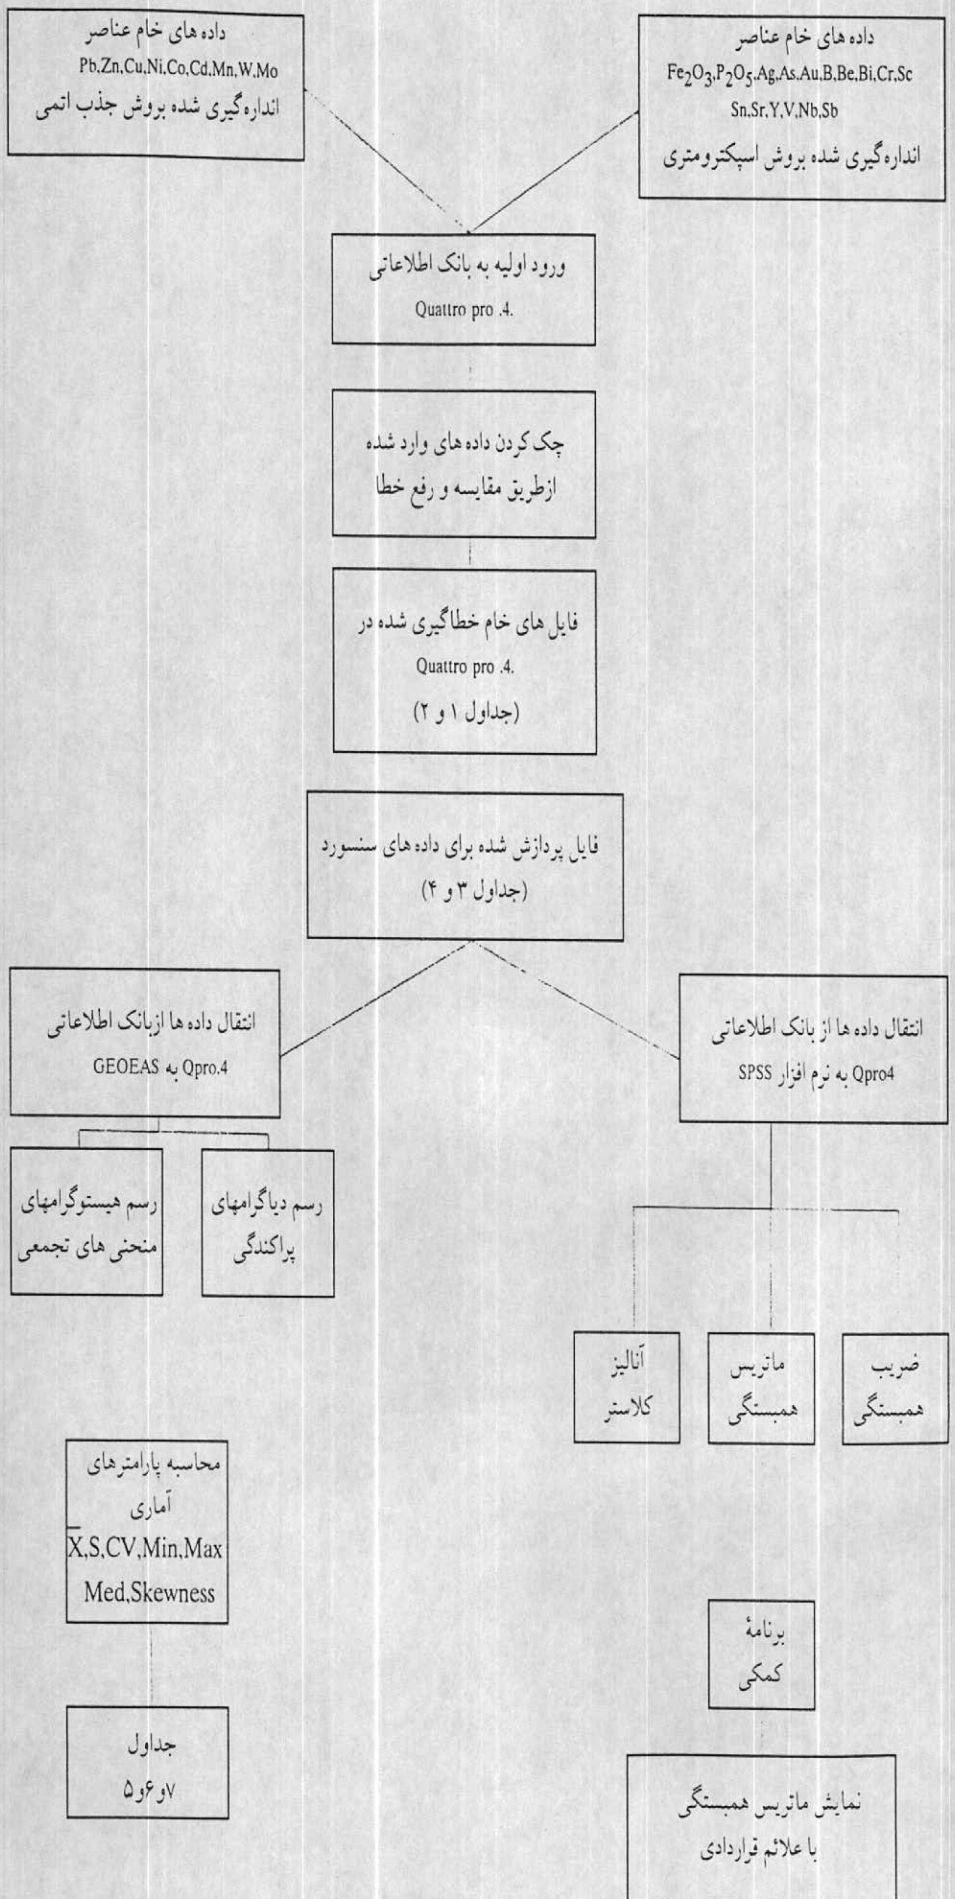 داده های خام عناصر
Fe2O3,P2O5,Ag,As,Au,B,Be,Bi,Cr,Sc
Sn,Sr,Y,V,Nb,Sb
اندازه‌گیری شده بروش اسپکترومتری
داده های خام عناصر
Pb,Zn,Cu,Ni,Co,Cd,Mn,W,Mo
اندازه‌گیری شده بروش جذب اتمی
ورود اولیه به بانک اطلاعاتی
Quattro pro .4.
چک کردن داده های وارد شده
ازطریق مقایسه و رفع خطا
فایل های خام خطاگیری شده در
Quattro pro .4.
(جداول ۱ و ۲)
فایل پردازش شده برای داده های سنسورد
(جداول ۳ و ۴)
انتقال داده ها از بانک اطلاعاتی
Qpro4 به نرم افزار SPSS
انتقال داده ها ازبانک اطلاعاتی
Qpro.4 به GEOEAS
رسم دیاگرامهای
پراکندگی
رسم هیستوگرامهای
منحنی های تجمعی
ضریب
همبستگی
ماتریس
همبستگی
آنالیز
کلاستر
محاسبه پارامترهای
آماری
X̅,S,CV,Min,Max
Med,Skewness
برنامهٔ
کمکی
جداول
۷و۶و۵
نمایش ماتریس همبستگی
با علائم قراردادی